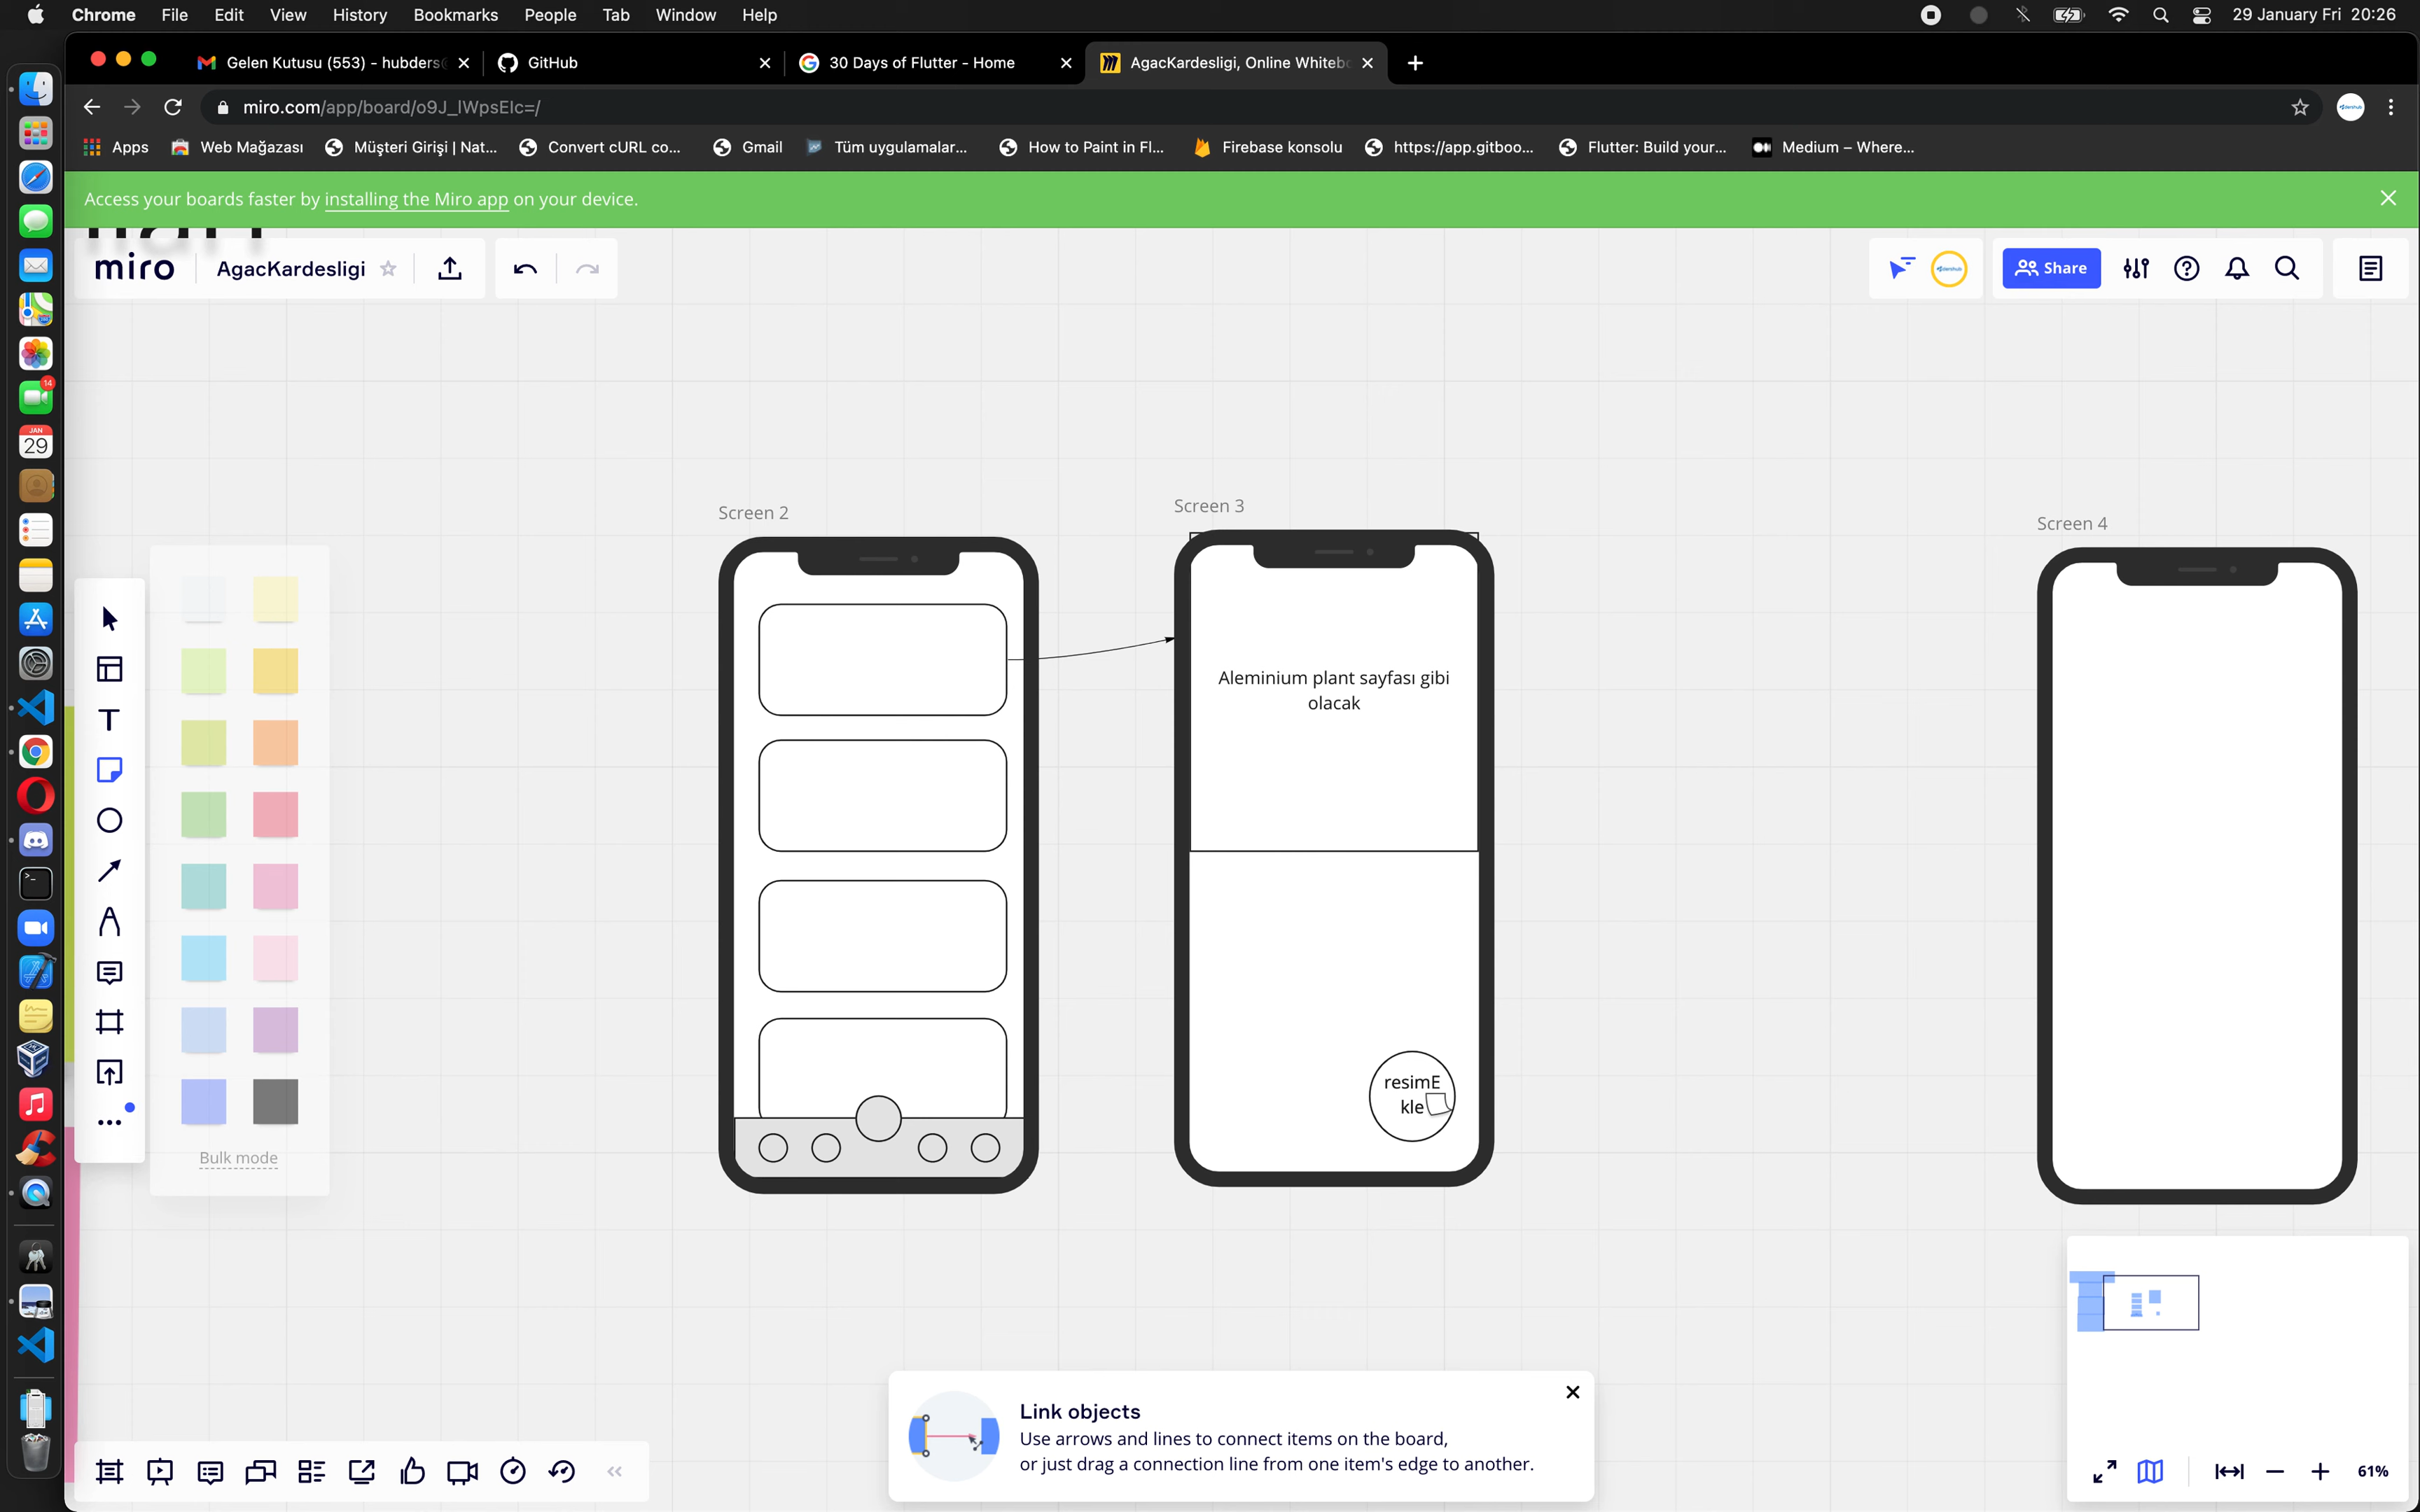 Chrome File Edit View History Bookmarks People Tab Window Help 29 January Fri 20:26
Gelen Kutusu (553) - hubders GitHub 30 Days of Flutter - Home AgacKardesligi, Online Whitebo
miro.com/app/board/o9J_lWpsEIc=/ 
Apps Web Mağazası Müşteri Girişi | Nat... Convert cURL co... Gmail Tüm uygulamalar... How to Paint in Fl... Firebase konsolu https://app.gitboo... Flutter: Build your... Medium – Where...
Access your boards faster by installing the Miro app on your device.
miro AgacKardesligi Share
14
JAN
29
Screen 2
Screen 3
Screen 4
Aleminium plant sayfası gibi
olacak
resimE
kle
Bulk mode
Link objects
Use arrows and lines to connect items on the board,
or just drag a connection line from one item's edge to another.
61%